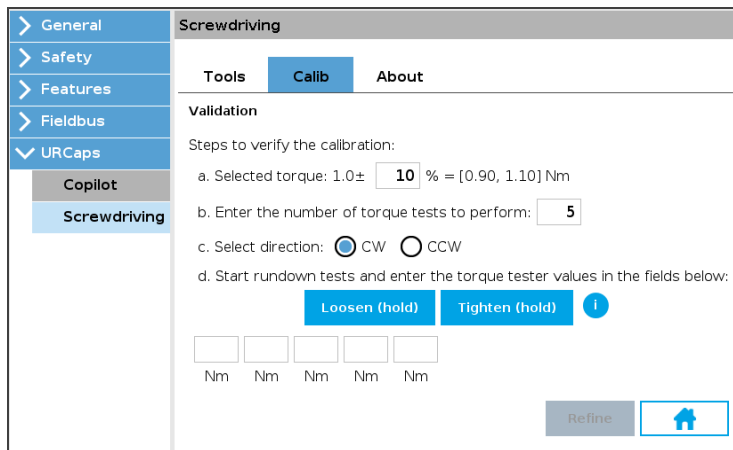 General
Safety
Features
Fieldbus
URCaps
Copilot
Screwdriving
Screwdriving
Tools Calib About
Validation
Steps to verify the calibration:
a. Selected torque: 1.0± 10 % = [0.90, 1.10] Nm
b. Enter the number of torque tests to perform: 5
c. Select direction: CW CCW
d. Start rundown tests and enter the torque tester values in the fields below:
Loosen (hold) Tighten (hold) i
Nm Nm Nm Nm Nm
Refine